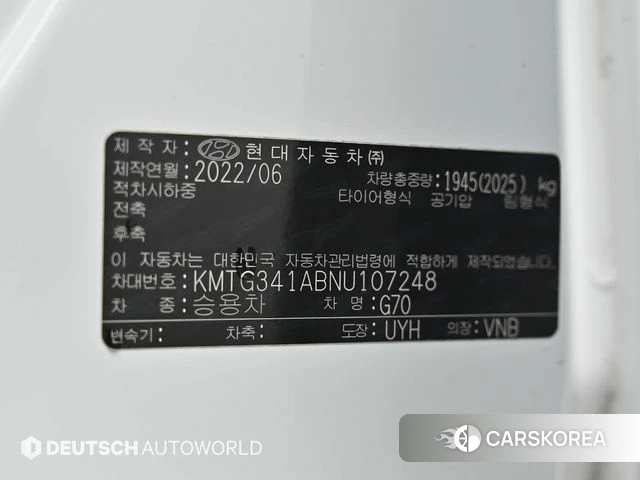 제 작 자 : 현대자동차㈜
제작연월: 2022/06 차량총중량: 1945(2025) kg
적차시하중 타이어형식 공기압 림형식
전축
후축
이 자동차는 대한민국 자동차관리법령에 적합하게 제작되었습니다.
차대번호: KMTG341ABNU107248
차 종 : 승용차 차 명 : G70
변속기: 차축: 도장: UYH 의장: VNB
DEUTSCH AUTOWORLD
CARSKOREA